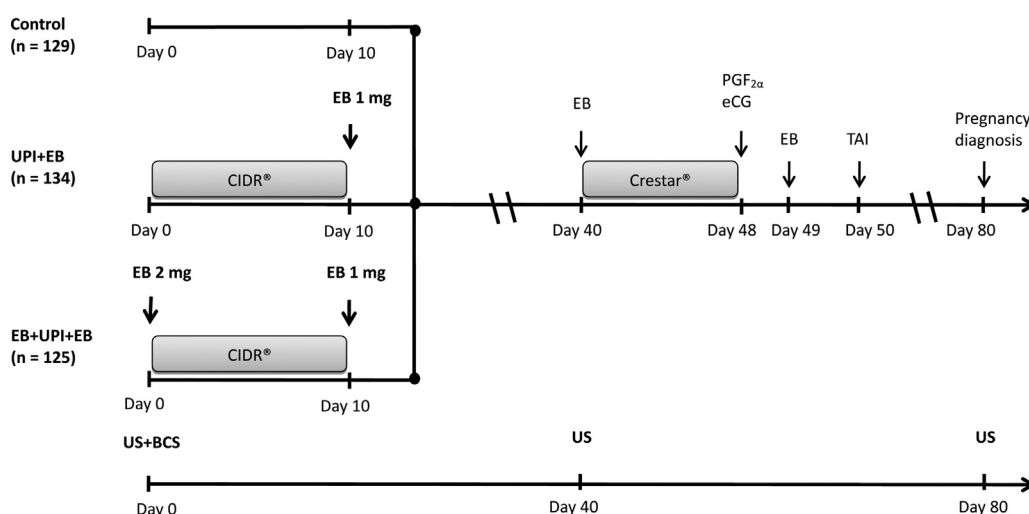 Control
(n = 129)
Day 0
Day 10
EB 1 mg
UPI+EB
(n = 134)
CIDR®
Day 0
Day 10
EB
PGF2α
eCG
EB
TAI
Pregnancy
diagnosis
Crestar®
Day 40
Day 48
Day 49
Day 50
Day 80
EB 2 mg
EB 1 mg
EB+UPI+EB
(n = 125)
CIDR®
Day 0
Day 10
US+BCS
US
US
Day 0
Day 40
Day 80